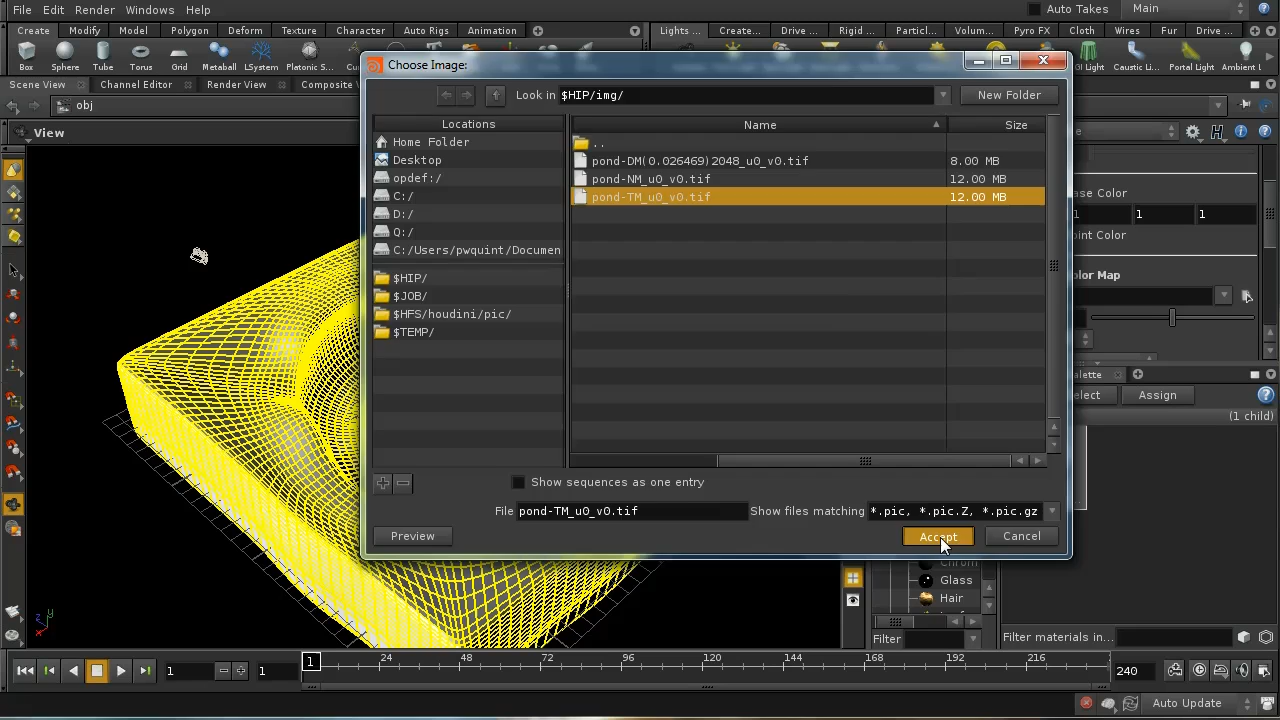 File Edit Render Windows Help Auto Takes Main
Create Modify Model Polygon Deform Texture Character Auto Rigs Animation Lights ... Create... Drive ... Rigid ... Particl... Volum... Pyro FX Cloth Wires Fur Drive ...
Box Sphere Tube Torus Grid Metaball LSystem Platonic S... GI Light Caustic Li... Portal Light Ambient L
Scene View Channel Editor Render View Composite
obj
View
Choose Image:
Look in $HIP/img/ New Folder
Locations Name Size
Home Folder ..
Desktop pond-DM(0.026469)2048_u0_v0.tif 8.00 MB
opdef:/ pond-NM_u0_v0.tif 12.00 MB
C:/ pond-TM_u0_v0.tif 12.00 MB
D:/
Q:/
C:/Users/pwquint/Documen
$HIP/
$JOB/
$HFS/houdini/pic/
$TEMP/
Show sequences as one entry
File pond-TM_u0_v0.tif Show files matching *.pic, *.pic.Z, *.pic.gz
Preview Accept Cancel
ase Color
1 1 1
oint Color
olor Map
alette
elect Assign
(1 child)
Chrom
Glass
Hair
Filter Filter materials in...
1 1 1 24 48 72 96 120 144 168 192 216 240
Auto Update